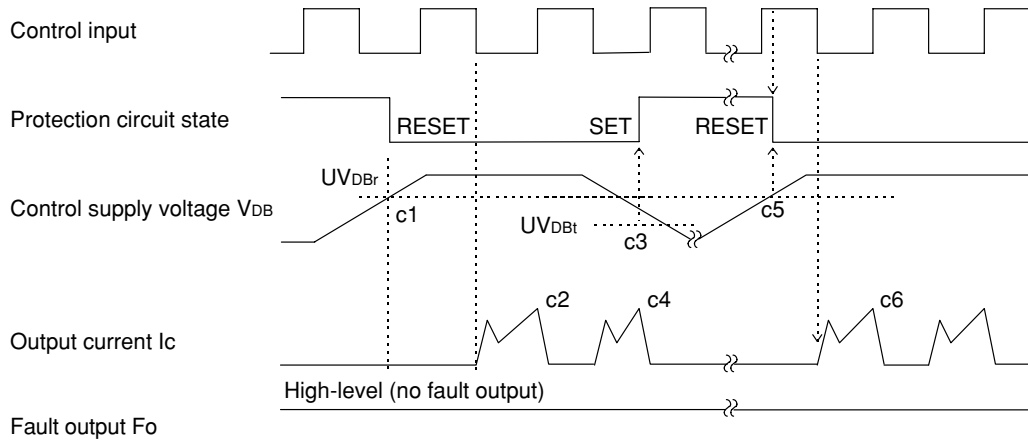 Control input
Protection circuit state
RESET
SET
RESET
UVDBr
Control supply voltage VDB
c1
UVDBt
c3
c5
c2
c4
c6
Output current Ic
High-level (no fault output)
Fault output Fo